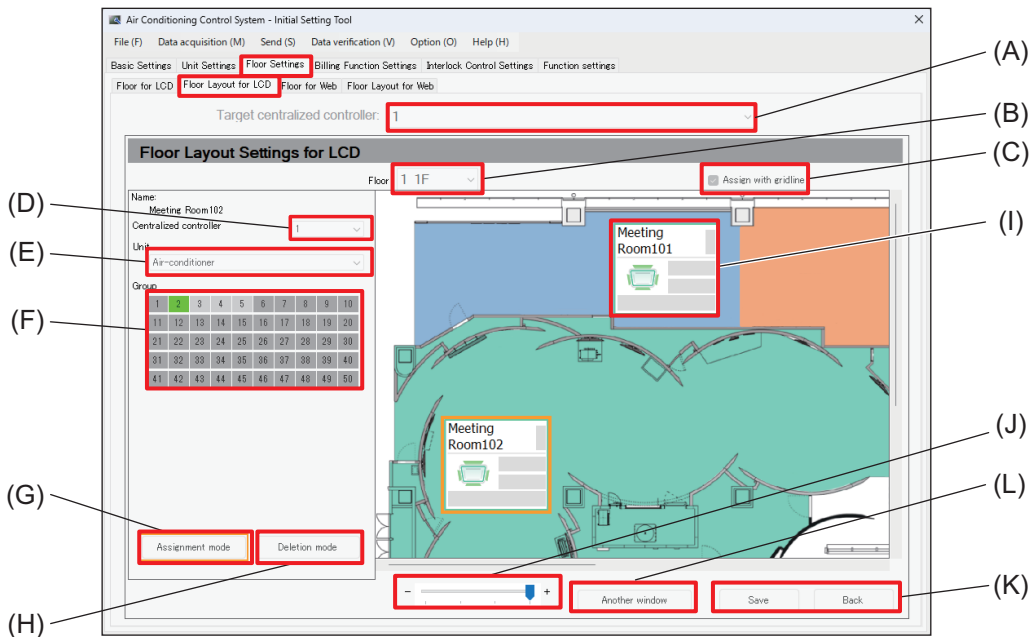 Air Conditioning Control System - Initial Setting Tool
File (F) Data acquisition (M) Send (S) Data verification (V) Option (O) Help (H)
Basic Settings Unit Settings Floor Settings Billing Function Settings Interlock Control Settings Function settings
Floor for LCD Floor Layout for LCD Floor for Web Floor Layout for Web
(A)
Target centralized controller: 1
(B)
Floor Layout Settings for LCD
(C)
Floor 1 1F
Assign with gridline
Name:
Meeting Room102
(D)
Centralized controller 1
(I)
Meeting
Room101
Unit
(E)
Air-conditioner
Group
(F)
1 2 3 4 5 6 7 8 9 10
11 12 13 14 15 16 17 18 19 20
21 22 23 24 25 26 27 28 29 30
31 32 33 34 35 36 37 38 39 40
41 42 43 44 45 46 47 48 49 50
Meeting
Room102
(J)
(L)
(G)
Assignment mode Deletion mode
(H)
- +
Another window Save Back
(K)